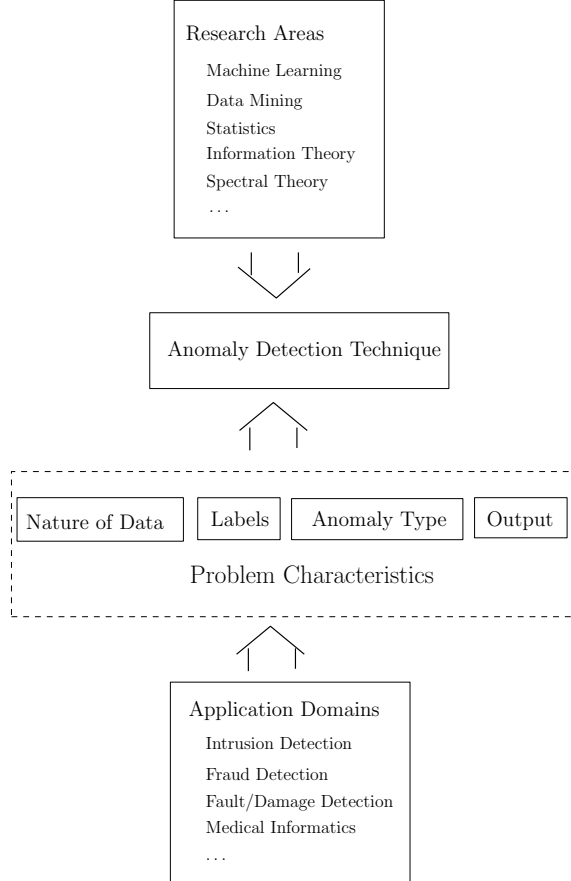 Research Areas
Machine Learning
Data Mining
Statistics
Information Theory
Spectral Theory
. . .
Anomaly Detection Technique
Nature of Data
Labels
Anomaly Type
Output
Problem Characteristics
Application Domains
Intrusion Detection
Fraud Detection
Fault/Damage Detection
Medical Informatics
. . .